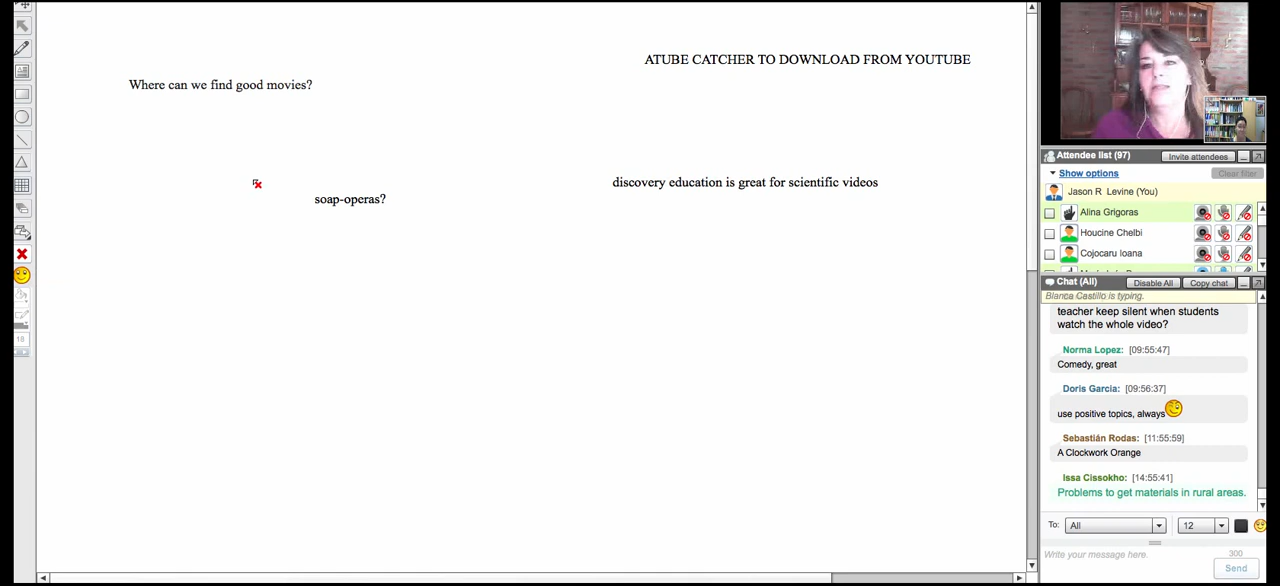 ATUBE CATCHER TO DOWNLOAD FROM YOUTUBE
Where can we find good movies?
discovery education is great for scientific videos
soap-operas?
18
Attendee list (97)
Invite attendees
Show options
Clear filter
Jason R Levine (You)
Alina Grigoras
Houcine Chelbi
Cojocaru Ioana
Chat (All)
Disable All
Copy chat
Blanca Castillo is typing.
teacher keep silent when students
watch the whole video?
Norma Lopez: [09:55:47]
Comedy, great
Doris Garcia: [09:56:37]
use positive topics, always
Sebastián Rodas: [11:55:59]
A Clockwork Orange
Issa Cissokho: [14:55:41]
Problems to get materials in rural areas.
To:
All
12
Write your message here.
300
Send